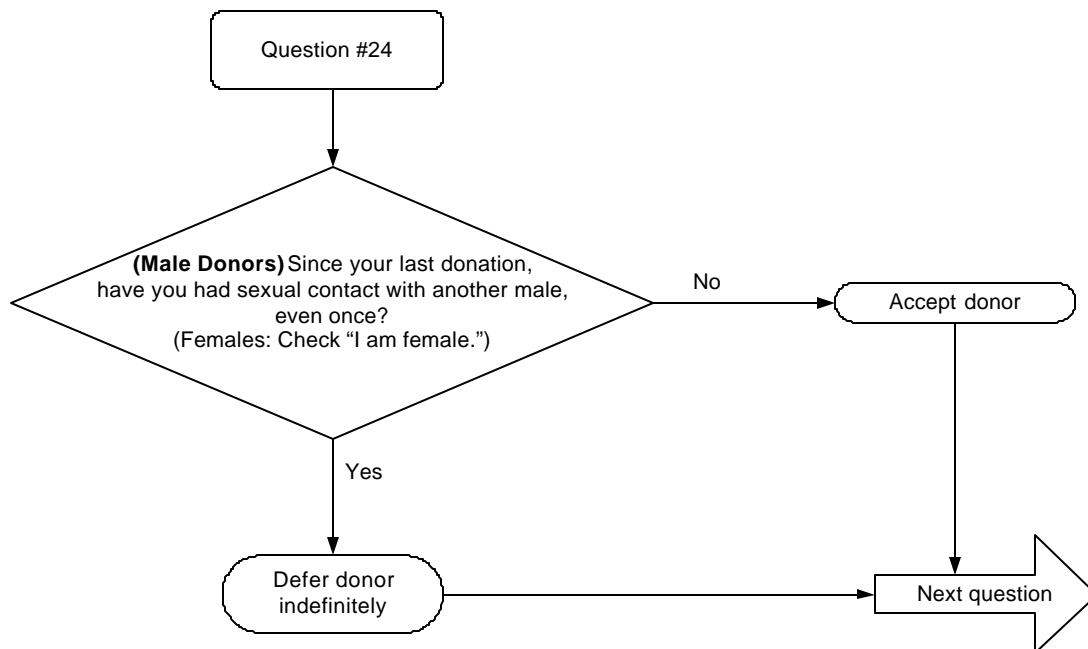 Question #24
(Male Donors) Since your last donation,
have you had sexual contact with another male,
even once?
(Females: Check “I am female.”)
No
Accept donor
Yes
Defer donor
indefinitely
Next question